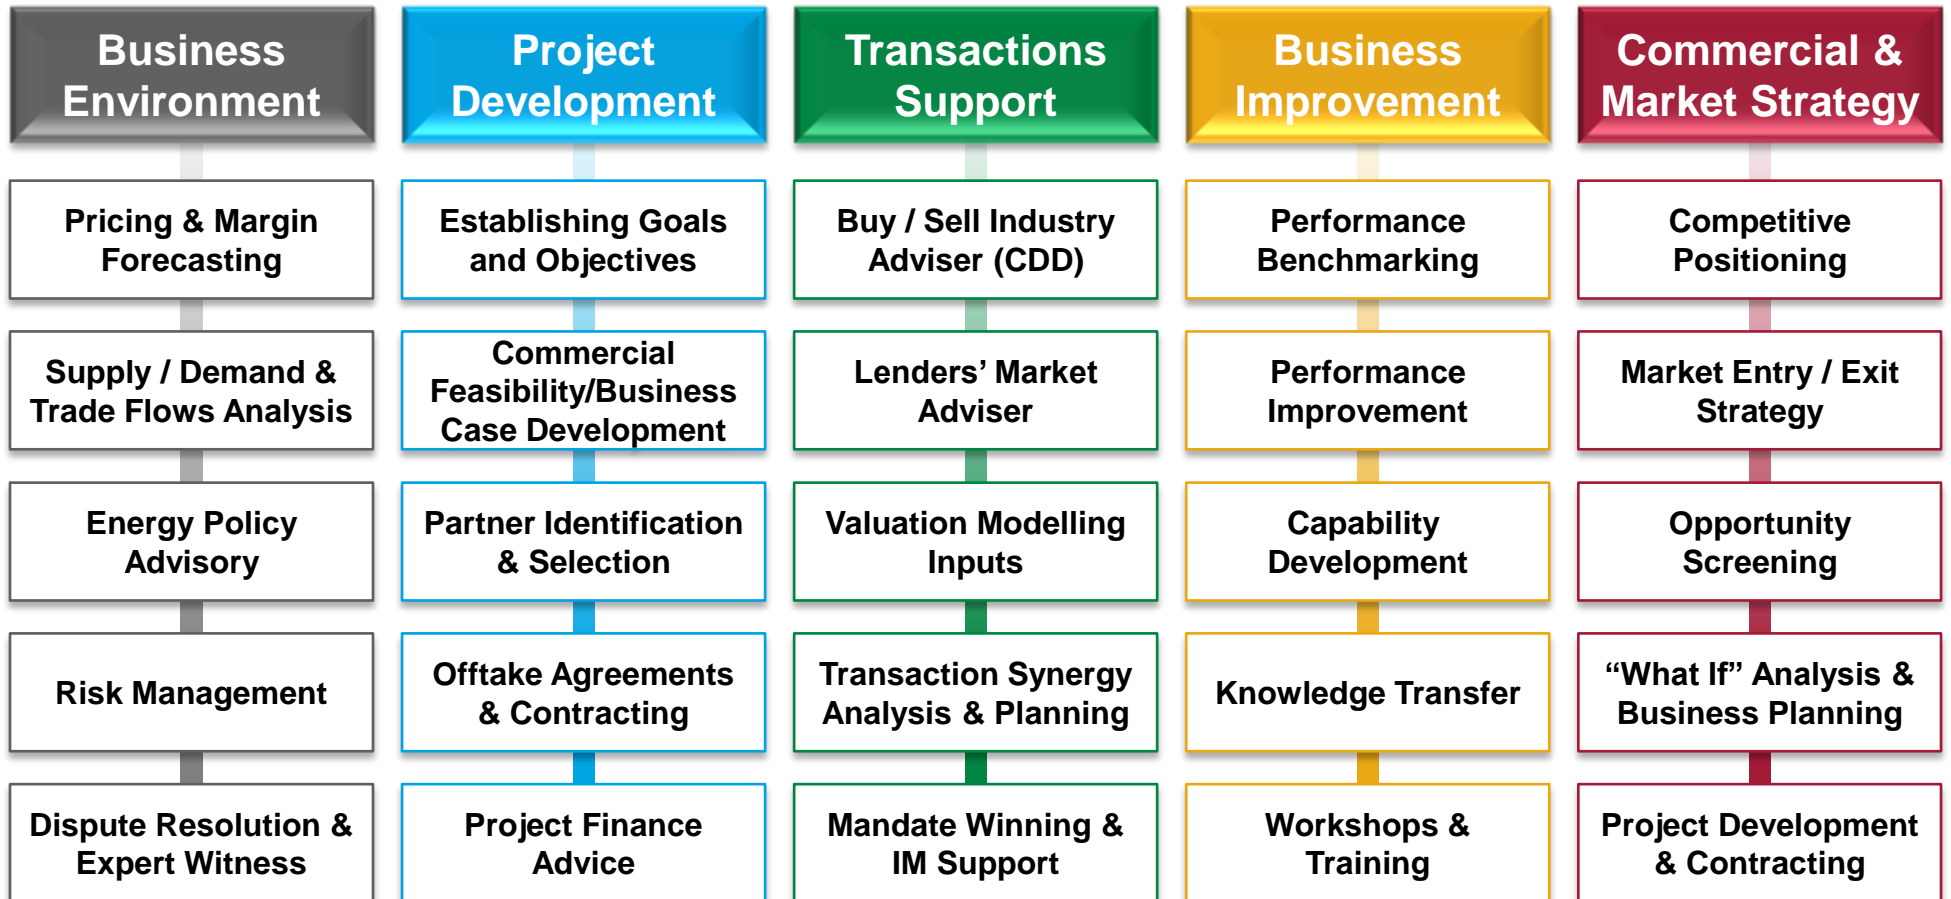 Business
Environment
Pricing & Margin
Forecasting
Supply / Demand &
Trade Flows Analysis
Energy Policy
Advisory
Risk Management
Dispute Resolution &
Expert Witness
Project
Development
Establishing Goals
and Objectives
Commercial
Feasibility/Business
Case Development
Partner Identification
& Selection
Offtake Agreements
& Contracting
Project Finance
Advice
Transactions
Support
Buy / Sell Industry
Adviser (CDD)
Lenders’ Market
Adviser
Valuation Modelling
Inputs
Transaction Synergy
Analysis & Planning
Mandate Winning &
IM Support
Business
Improvement
Performance
Benchmarking
Performance
Improvement
Capability
Development
Knowledge Transfer
Workshops &
Training
Commercial &
Market Strategy
Competitive
Positioning
Market Entry / Exit
Strategy
Opportunity
Screening
“What If” Analysis &
Business Planning
Project Development
& Contracting